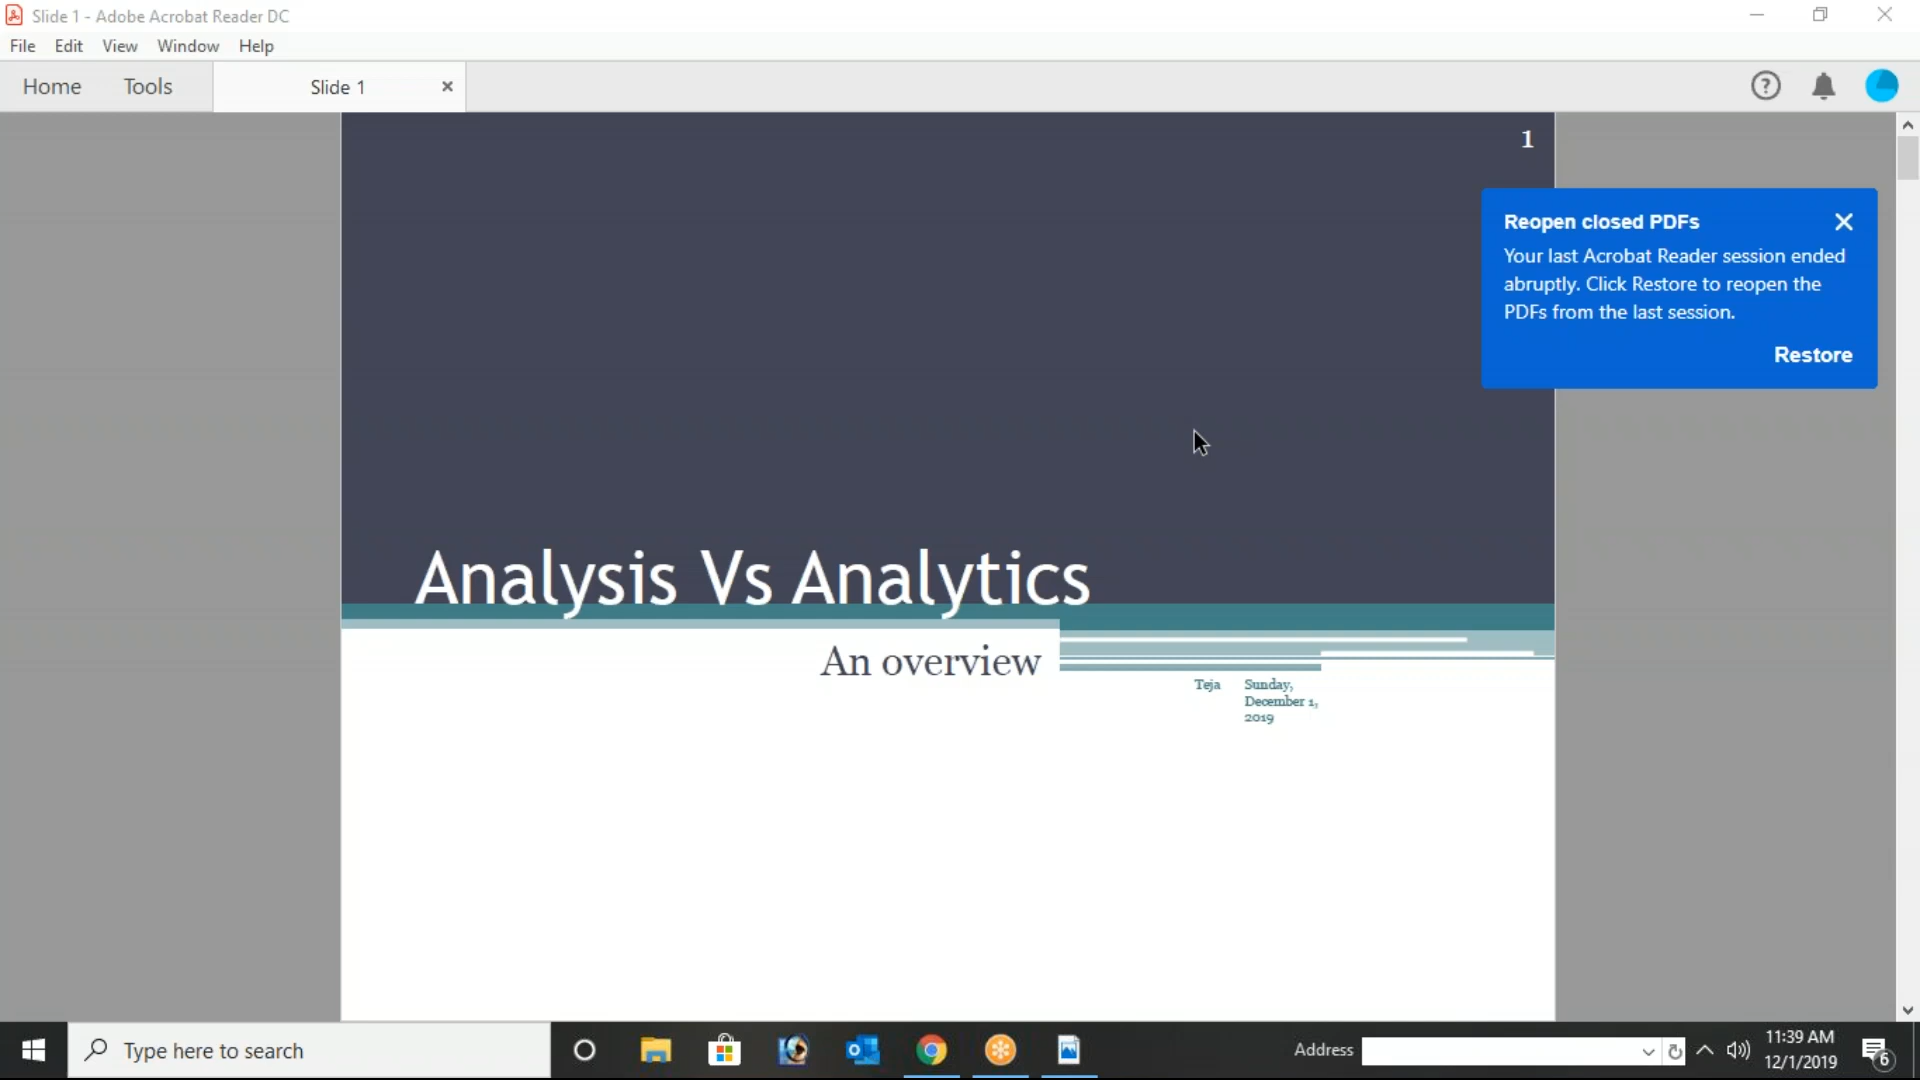 Slide 1 - Adobe Acrobat Reader DC
File Edit View Window Help
Home Tools Slide 1
1
Reopen closed PDFs
Your last Acrobat Reader session ended
abruptly. Click Restore to reopen the
PDFs from the last session.
Restore
Analysis Vs Analytics
An overview
Teja Sunday,
December 1,
2019
Type here to search
Address
11:39 AM
12/1/2019
6